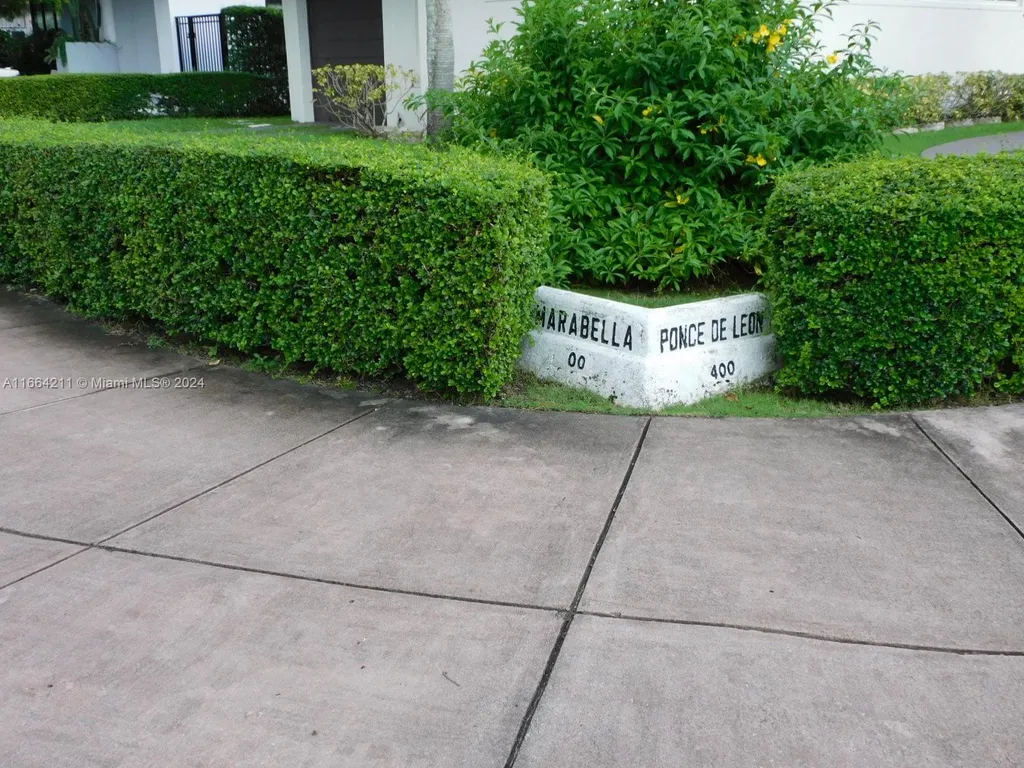 MARABELLA
00
PONCE DE LEON
400
A11664211 © Miami MLS® 2024